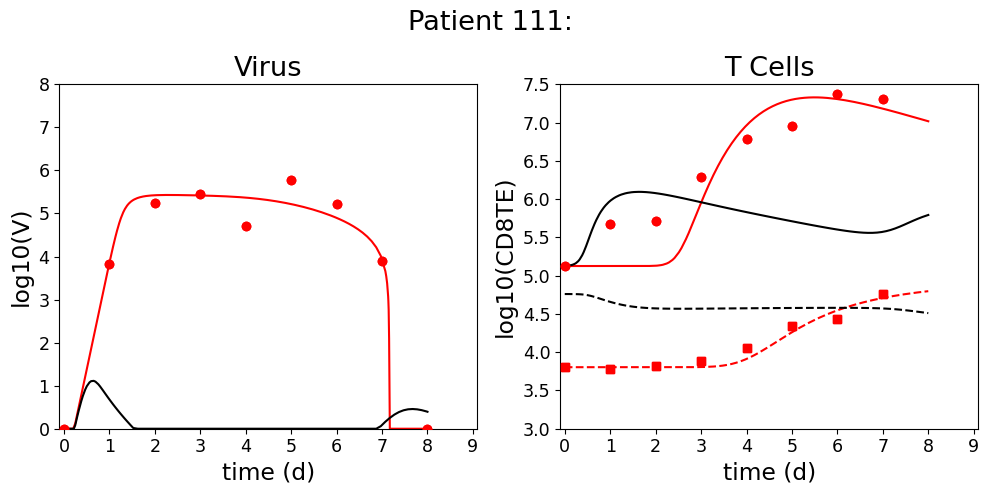 Patient 111:
Virus
T Cells
log10(V)
8
7
6
5
4
3
2
1
0
0 1 2 3 4 5 6 7 8 9
time (d)
log10(CD8TE)
7.5
7.0
6.5
6.0
5.5
5.0
4.5
4.0
3.5
3.0
0 1 2 3 4 5 6 7 8 9
time (d)